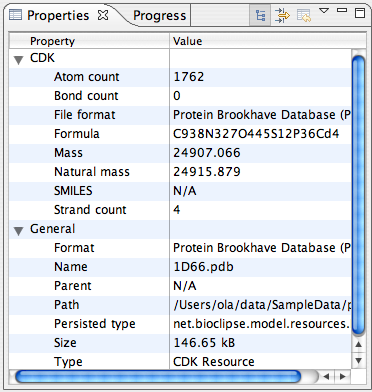 Properties Progress
Property Value
CDK
Atom count 1762
Bond count 0
File format Protein Brookhave Database (P
Formula C938N327O445S12P36Cd4
Mass 24907.066
Natural mass 24915.879
SMILES N/A
Strand count 4
General
Format Protein Brookhave Database (P
Name 1D66.pdb
Parent N/A
Path /Users/ola/data/SampleData/p
Persisted type net.bioclipse.model.resources.
Size 146.65 kB
Type CDK Resource